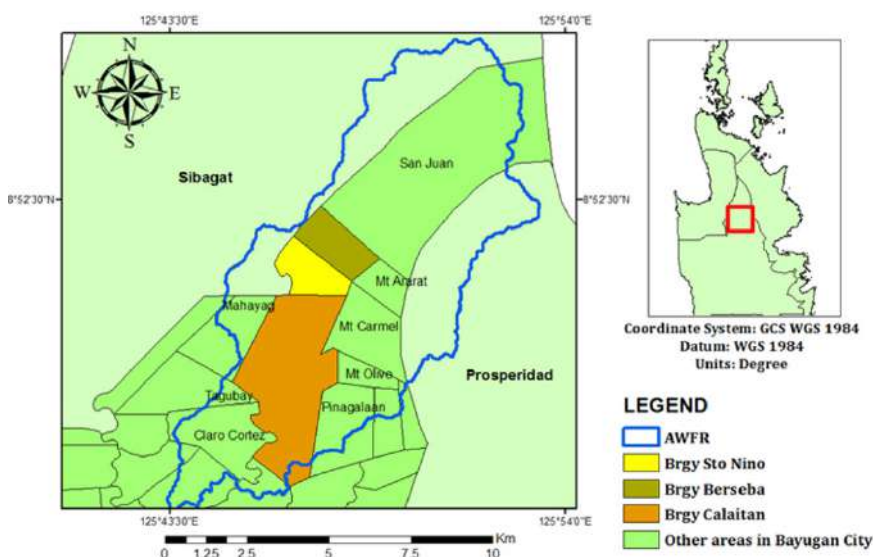 125°43'30"E
125°54'0"E
N
W
E
S
San Juan
Sibagat
8°52'30"N
8°52'30"N
Mt Ararat
Mahayag
Mt Carmel
Mt Olive
Prosperidad
Tagubay
Pinagalaan
Claro Cortez
125°43'30"E
125°54'0"E
Km
0 1.25 2.5 5 7.5 10
Coordinate System: GCS WGS 1984
Datum: WGS 1984
Units: Degree
LEGEND
AWFR
Brgy Sto Nino
Brgy Berseba
Brgy Calaitan
Other areas in Bayugan City